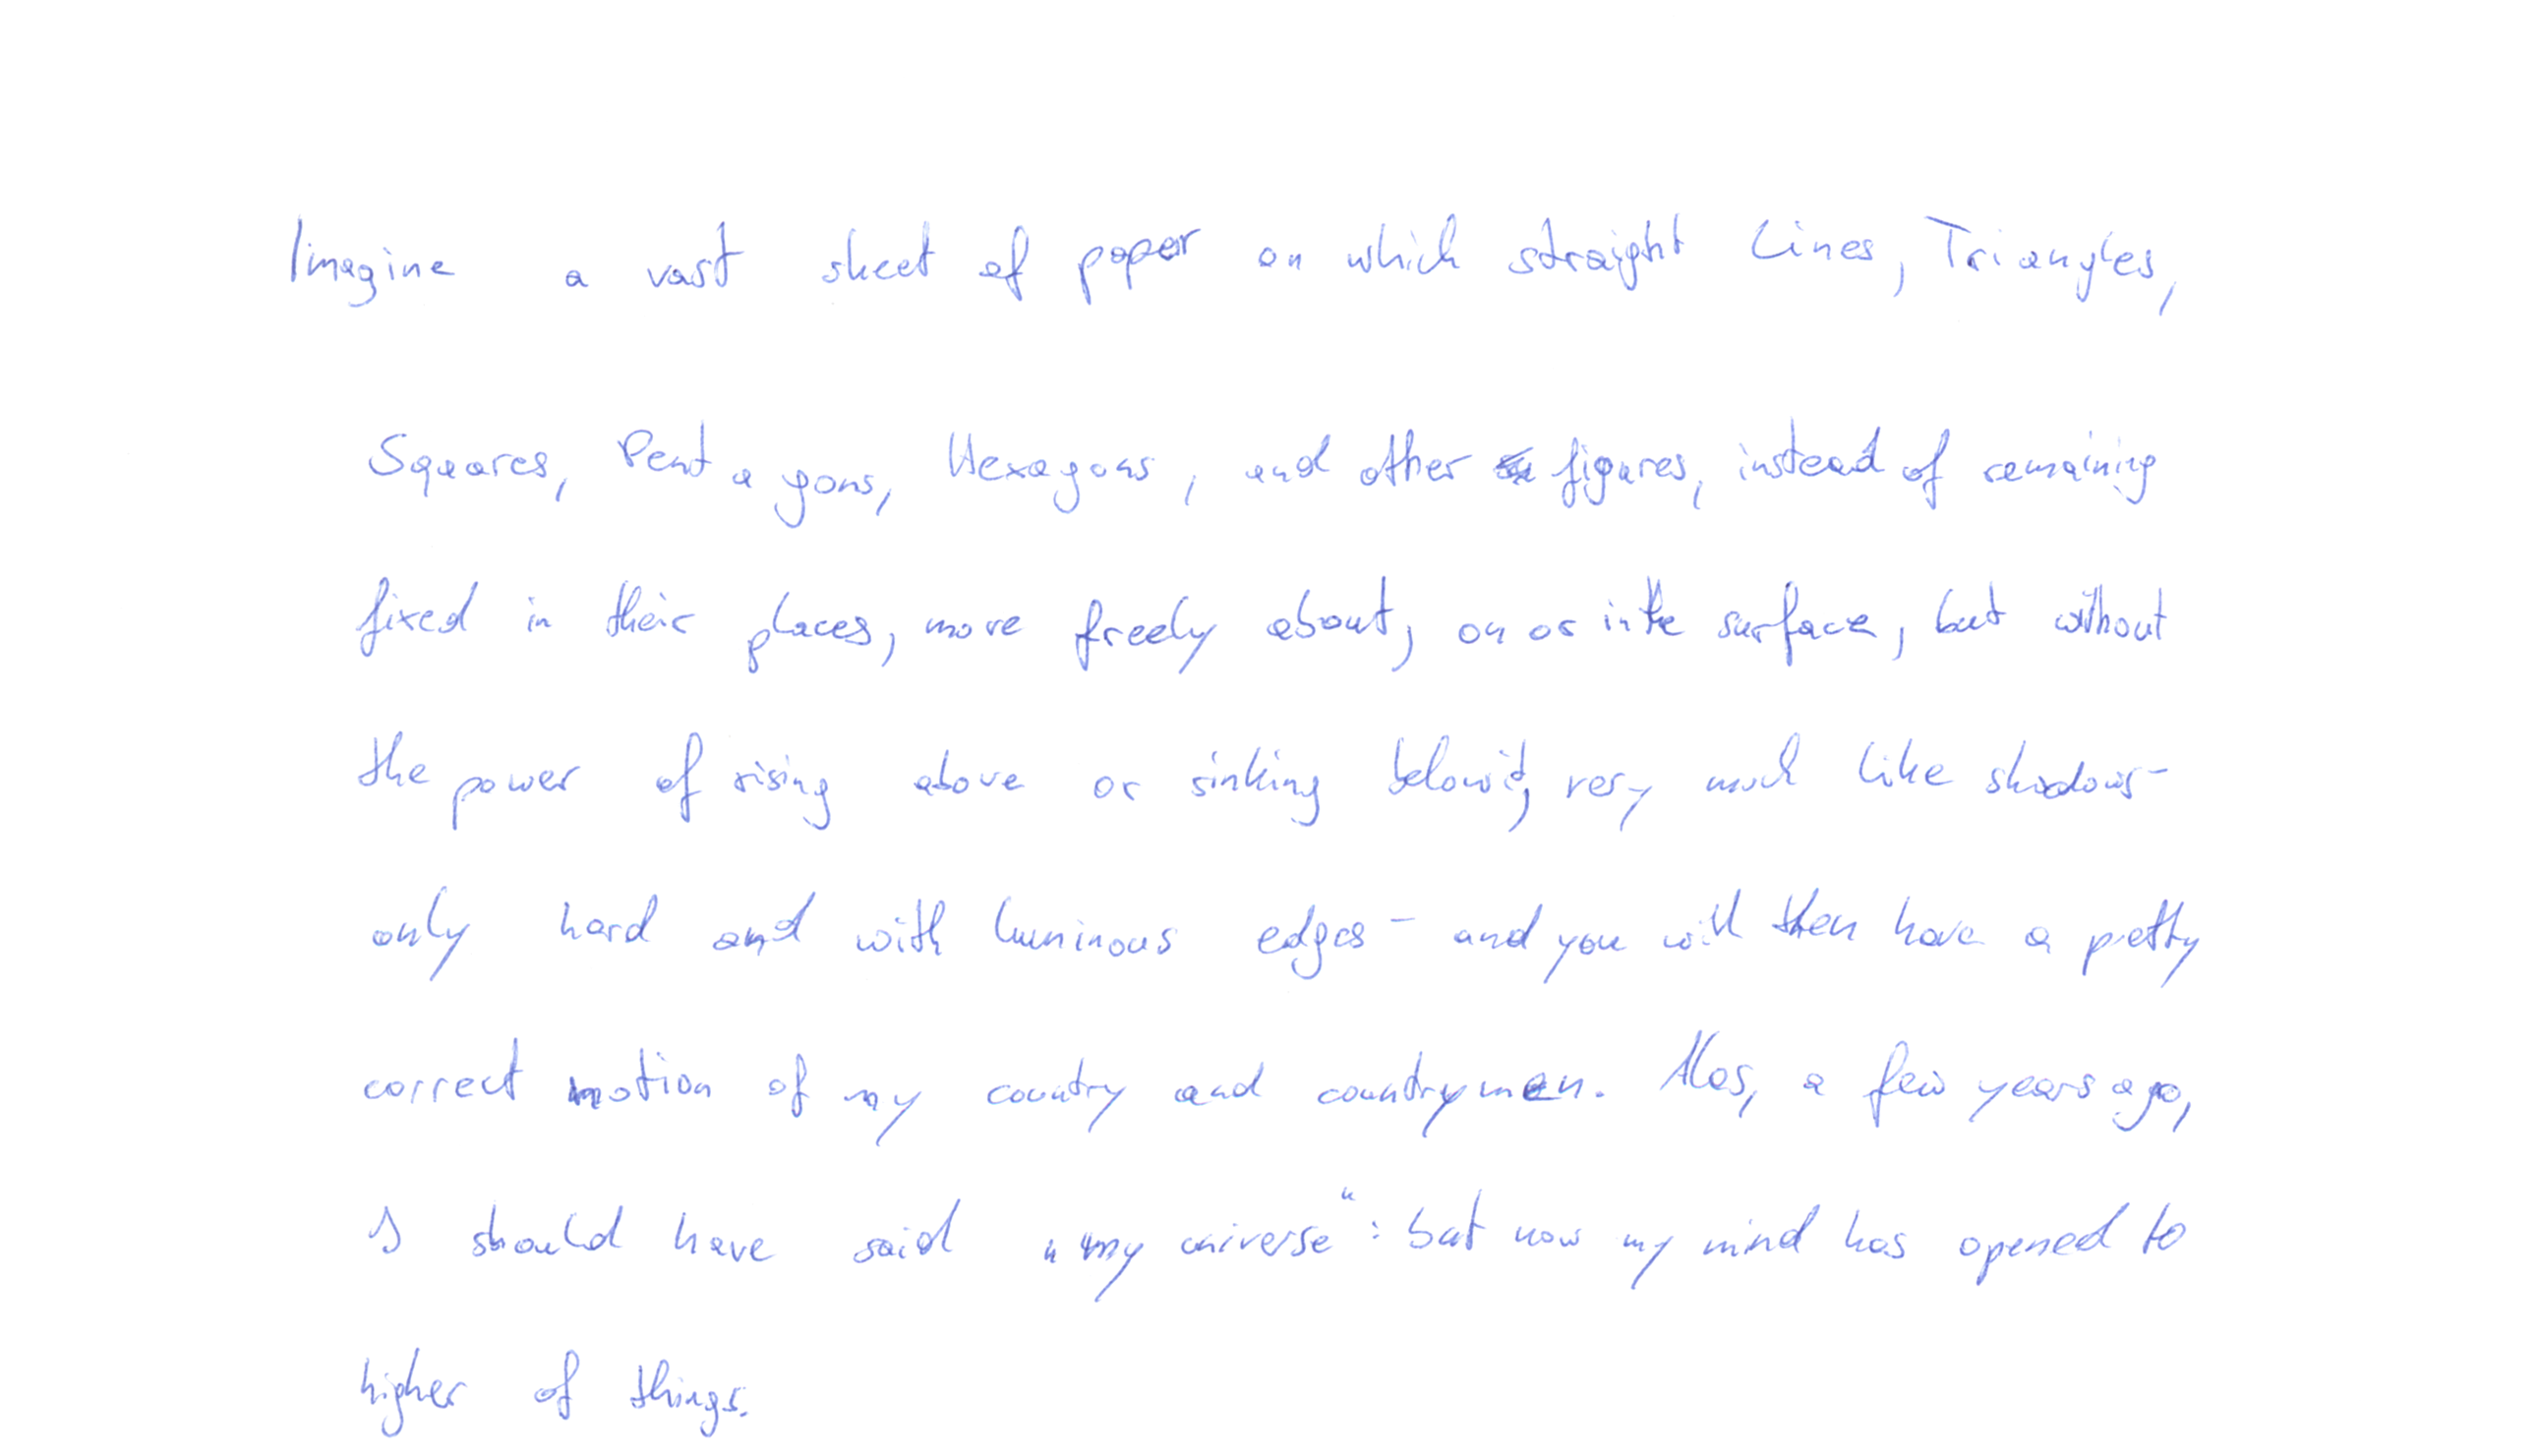 Imagine a vast sheet of paper on which straight Lines, Triangles,
Squares, Pentagons, Hexagons, and other figures, instead of remaining
fixed in their places, move freely about, on or in the surface, but without
the power of rising above or sinking below it, very much like shadows -
only hard and with luminous edges - and you will then have a pretty
correct motion of my country and countrymen. Alas, a few years ago,
I should have said "my universe": but now my mind has opened to
higher of things.